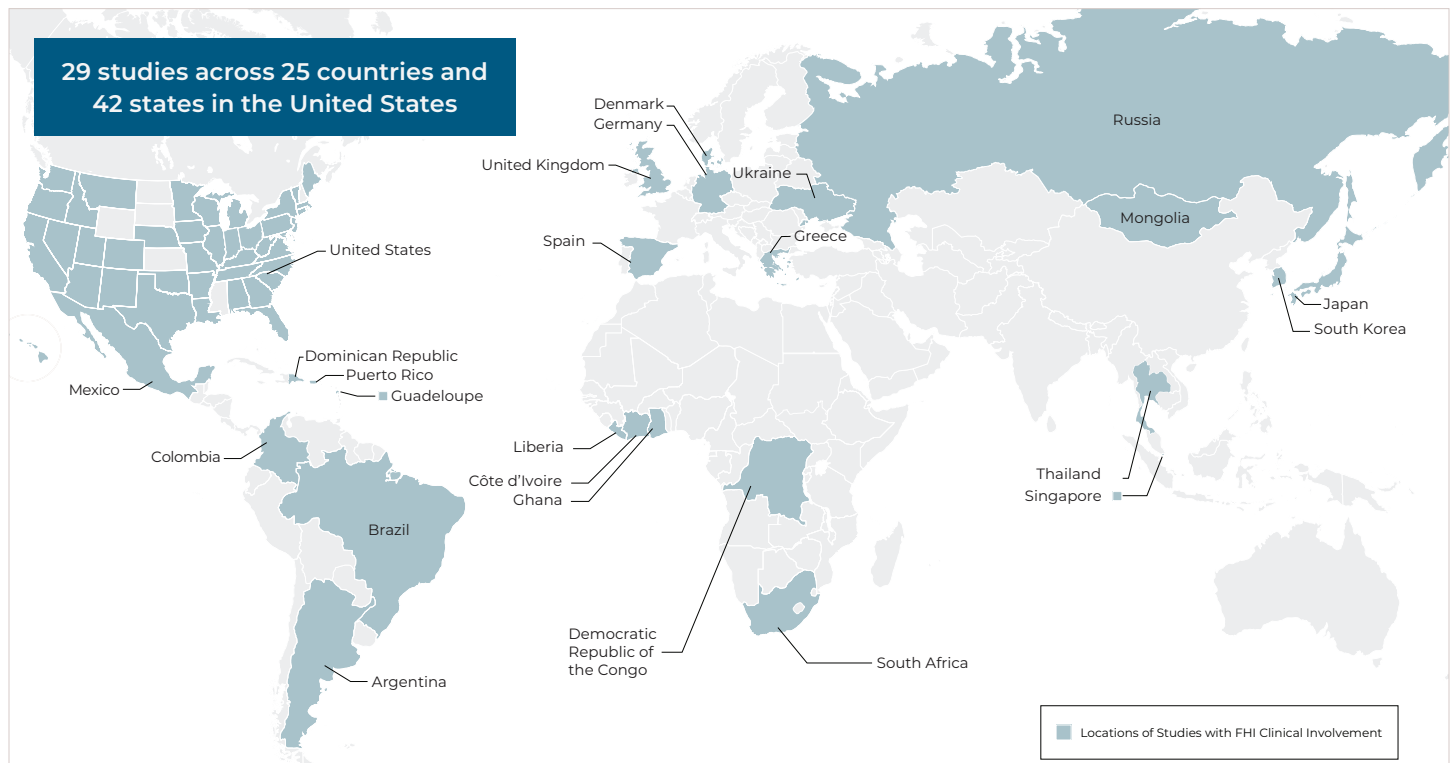 29 studies across 25 countries and
42 states in the United States
Denmark
Germany
United Kingdom
Ukraine
Russia
Mongolia
Spain
Greece
United States
Japan
South Korea
Dominican Republic
Puerto Rico
Guadeloupe
Mexico
Colombia
Liberia
Côte d’Ivoire
Ghana
Thailand
Singapore
Brazil
Democratic
Republic of
the Congo
South Africa
Argentina
Locations of Studies with FHI Clinical Involvement